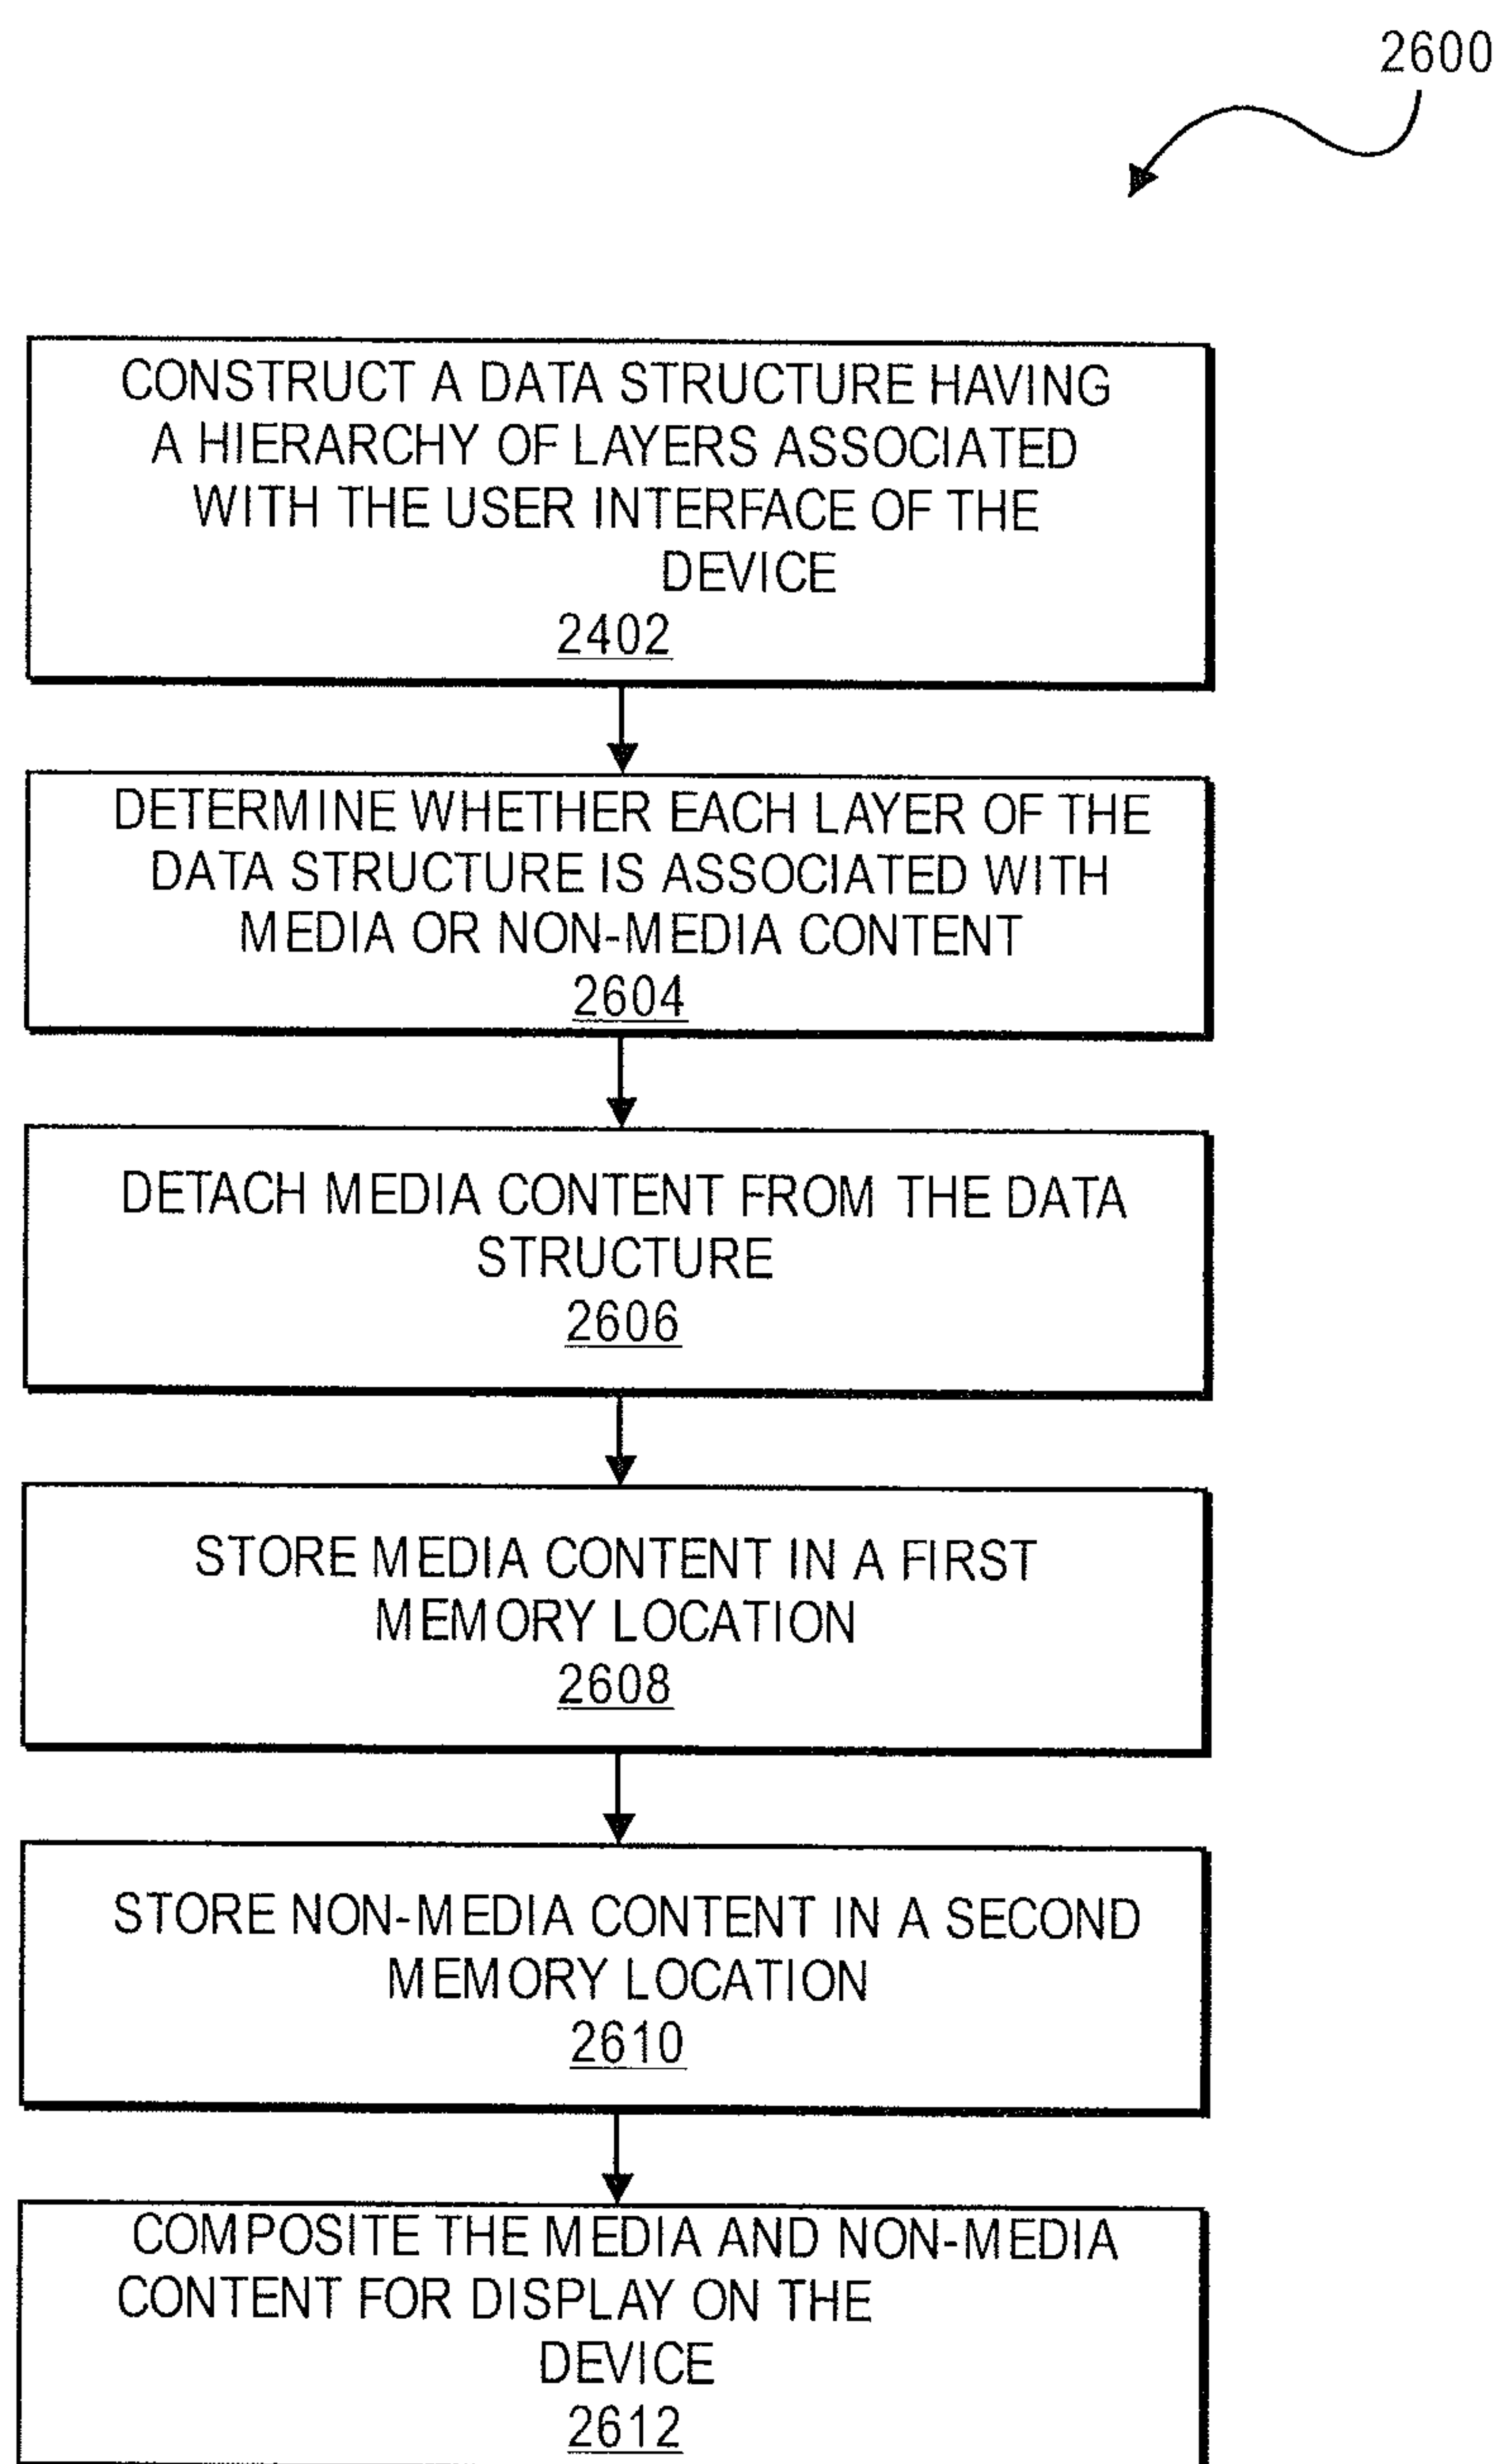 2600
CONSTRUCT A DATA STRUCTURE HAVING
A HIERARCHY OF LAYERS ASSOCIATED
WITH THE USER INTERFACE OF THE
DEVICE
2402
DETERMINE WHETHER EACH LAYER OF THE
DATA STRUCTURE IS ASSOCIATED WITH
MEDIA OR NON-MEDIA CONTENT
2604
DETACH MEDIA CONTENT FROM THE DATA
STRUCTURE
2606
STORE MEDIA CONTENT IN A FIRST
MEMORY LOCATION
2608
STORE NON-MEDIA CONTENT IN A SECOND
MEMORY LOCATION
2610
COMPOSITE THE MEDIA AND NON-MEDIA
CONTENT FOR DISPLAY ON THE
DEVICE
2612